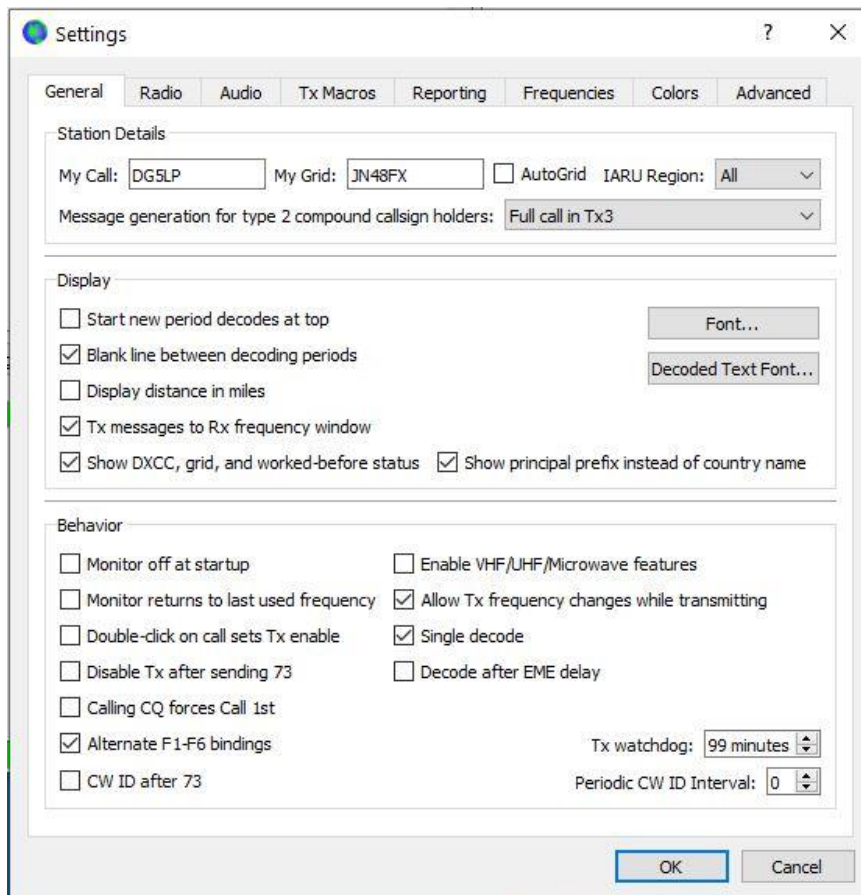 Settings
General Radio Audio Tx Macros Reporting Frequencies Colors Advanced
Station Details
My Call: DG5LP My Grid: JN48FX AutoGrid IARU Region: All
Message generation for type 2 compound callsign holders: Full call in Tx3
Display
Start new period decodes at top Font...
Blank line between decoding periods Decoded Text Font...
Display distance in miles
Tx messages to Rx frequency window
Show DXCC, grid, and worked-before status Show principal prefix instead of country name
Behavior
Monitor off at startup Enable VHF/UHF/Microwave features
Monitor returns to last used frequency Allow Tx frequency changes while transmitting
Double-click on call sets Tx enable Single decode
Disable Tx after sending 73 Decode after EME delay
Calling CQ forces Call 1st
Alternate F1-F6 bindings Tx watchdog: 99 minutes
CW ID after 73 Periodic CW ID Interval: 0
OK Cancel